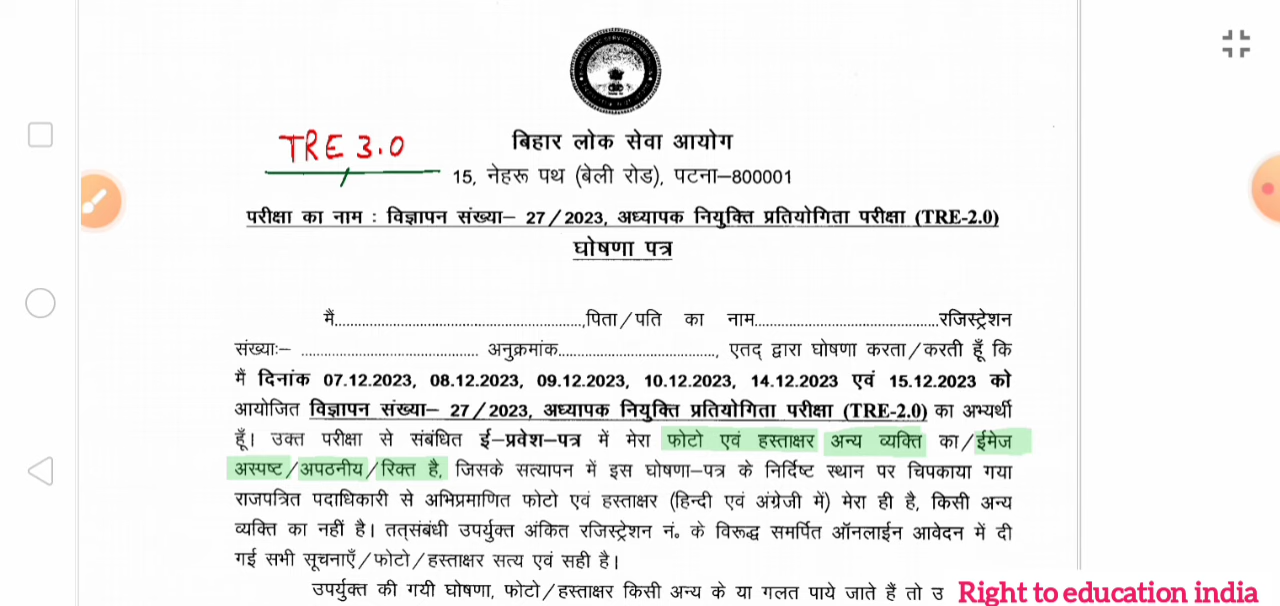 TRE 3.0
बिहार लोक सेवा आयोग
15, नेहरू पथ (बेली रोड), पटना–800001
परीक्षा का नाम : विज्ञापन संख्या– 27/2023, अध्यापक नियुक्ति प्रतियोगिता परीक्षा (TRE-2.0)
घोषणा पत्र
मैं..............................................................,पिता/पति का नाम..............................................रजिस्ट्रेशन
संख्याः– ............................................. अनुक्रमांक........................................, एतद् द्वारा घोषणा करता/करती हूँ कि
मैं दिनांक 07.12.2023, 08.12.2023, 09.12.2023, 10.12.2023, 14.12.2023 एवं 15.12.2023 को
आयोजित विज्ञापन संख्या– 27/2023, अध्यापक नियुक्ति प्रतियोगिता परीक्षा (TRE-2.0) का अभ्यर्थी
हूँ। उक्त परीक्षा से संबंधित ई–प्रवेश–पत्र में मेरा फोटो एवं हस्ताक्षर अन्य व्यक्ति का/ईमेज
अस्पष्ट/अपठनीय/रिक्त है, जिसके सत्यापन में इस घोषणा–पत्र के निर्दिष्ट स्थान पर चिपकाया गया
राजपत्रित पदाधिकारी से अभिप्रमाणित फोटो एवं हस्ताक्षर (हिन्दी एवं अंग्रेजी में) मेरा ही है, किसी अन्य
व्यक्ति का नहीं है। तत्संबंधी उपर्युक्त अंकित रजिस्ट्रेशन नं. के विरूद्ध समर्पित ऑनलाईन आवेदन में दी
गई सभी सूचनाएँ/फोटो/हस्ताक्षर सत्य एवं सही है।
उपर्युक्त की गयी घोषणा, फोटो/हस्ताक्षर किसी अन्य के या गलत पाये जाते हैं तो उ
Right to education india